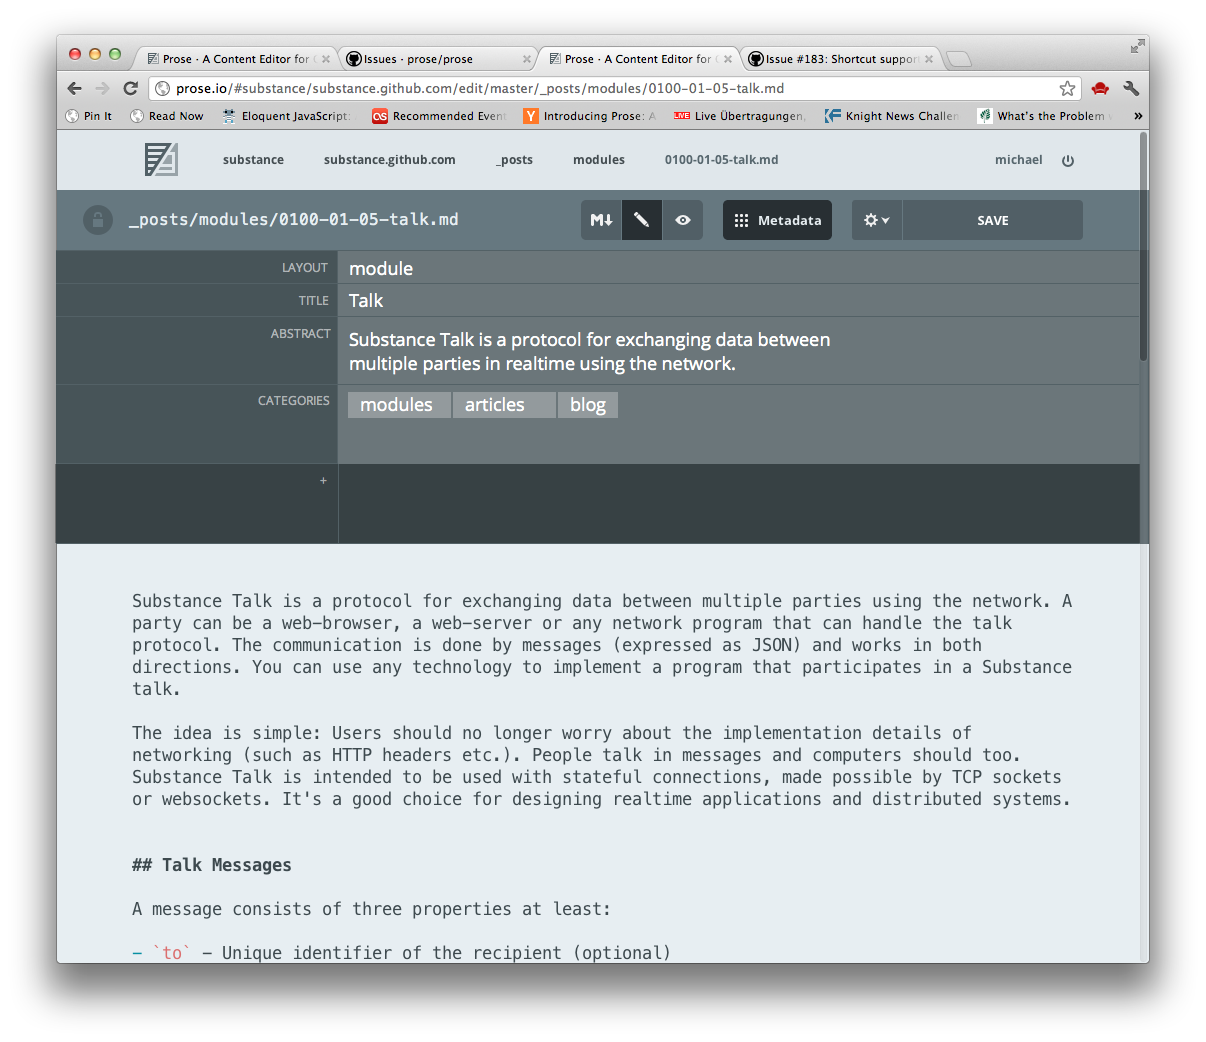 Prose · A Content Editor for
Issues · prose/prose
Prose · A Content Editor for
Issue #183: Shortcut suppor
prose.io/#substance/substance.github.com/edit/master/_posts/modules/0100-01-05-talk.md
Pin It
Read Now
Eloquent JavaScript:
Recommended Even
Introducing Prose: A
LIVE Live Übertragungen,
Knight News Challen
What's the Problem
»
substance
substance.github.com
_posts
modules
0100-01-05-talk.md
michael
_posts/modules/0100-01-05-talk.md
M
Metadata
SAVE
LAYOUT
module
TITLE
Talk
ABSTRACT
Substance Talk is a protocol for exchanging data between
multiple parties in realtime using the network.
CATEGORIES
modules
articles
blog
+
Substance Talk is a protocol for exchanging data between multiple parties using the network. A
party can be a web-browser, a web-server or any network program that can handle the talk
protocol. The communication is done by messages (expressed as JSON) and works in both
directions. You can use any technology to implement a program that participates in a Substance
talk.
The idea is simple: Users should no longer worry about the implementation details of
networking (such as HTTP headers etc.). People talk in messages and computers should too.
Substance Talk is intended to be used with stateful connections, made possible by TCP sockets
or websockets. It's a good choice for designing realtime applications and distributed systems.
## Talk Messages
A message consists of three properties at least:
- `to` - Unique identifier of the recipient (optional)